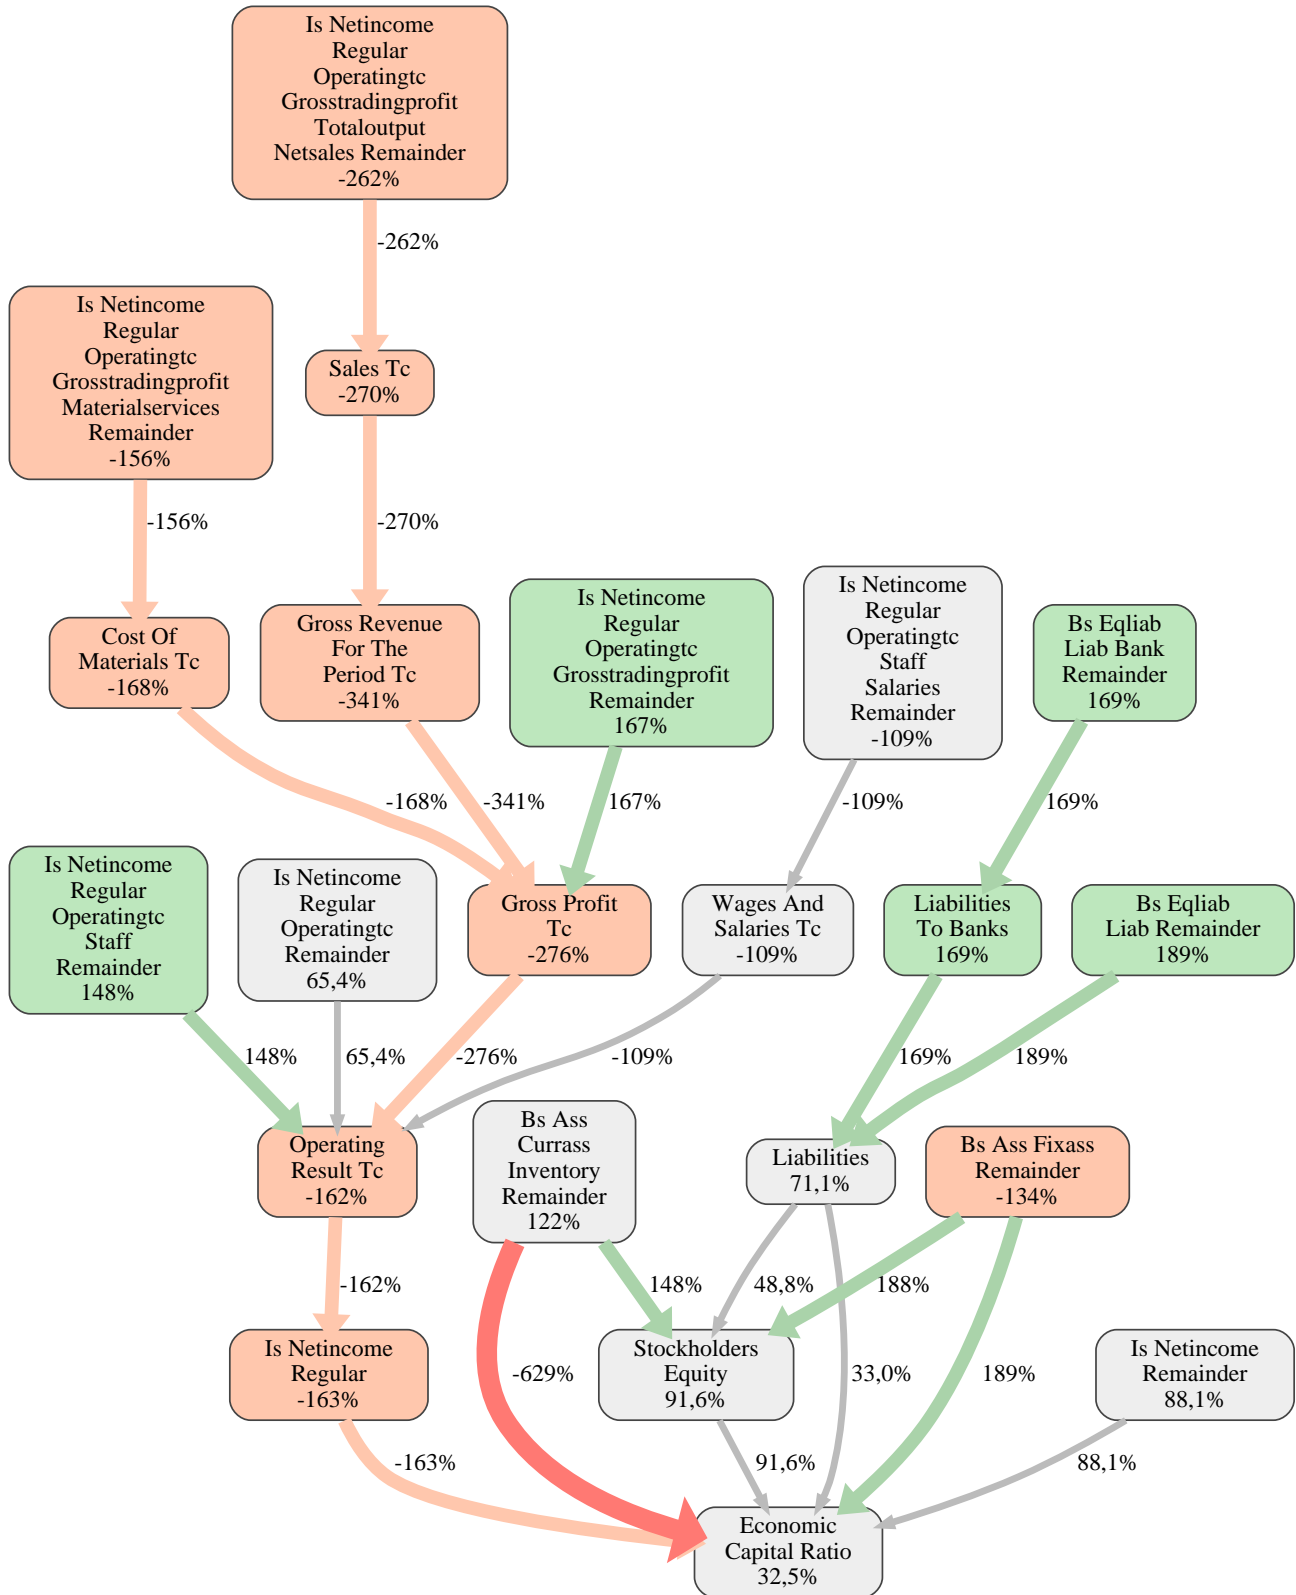 Is Netincome
Regular
Operatingtc
Grosstradingprofit
Totaloutput
Netsales Remainder
-262%
-262%
Is Netincome
Regular
Operatingtc
Grosstradingprofit
Materialservices
Remainder
-156%
Sales Tc
-270%
-156%
-270%
Cost Of
Materials Tc
-168%
Gross Revenue
For The
Period Tc
-341%
Is Netincome
Regular
Operatingtc
Grosstradingprofit
Remainder
167%
Is Netincome
Regular
Operatingtc
Staff
Salaries
Remainder
-109%
Bs Eqliab
Liab Bank
Remainder
169%
-168%
-341%
167%
-109%
169%
Is Netincome
Regular
Operatingtc
Staff
Remainder
148%
Is Netincome
Regular
Operatingtc
Remainder
65,4%
Gross Profit
Tc
-276%
Wages And
Salaries Tc
-109%
Liabilities
To Banks
169%
Bs Eqliab
Liab Remainder
189%
148%
65,4%
-276%
-109%
169%
189%
Operating
Result Tc
-162%
Bs Ass
Currass
Inventory
Remainder
122%
Liabilities
71,1%
Bs Ass Fixass
Remainder
-134%
-162%
148%
48,8%
188%
Is Netincome
Regular
-163%
-629%
Stockholders
Equity
91,6%
33,0%
189%
Is Netincome
Remainder
88,1%
-163%
91,6%
88,1%
Economic
Capital Ratio
32,5%